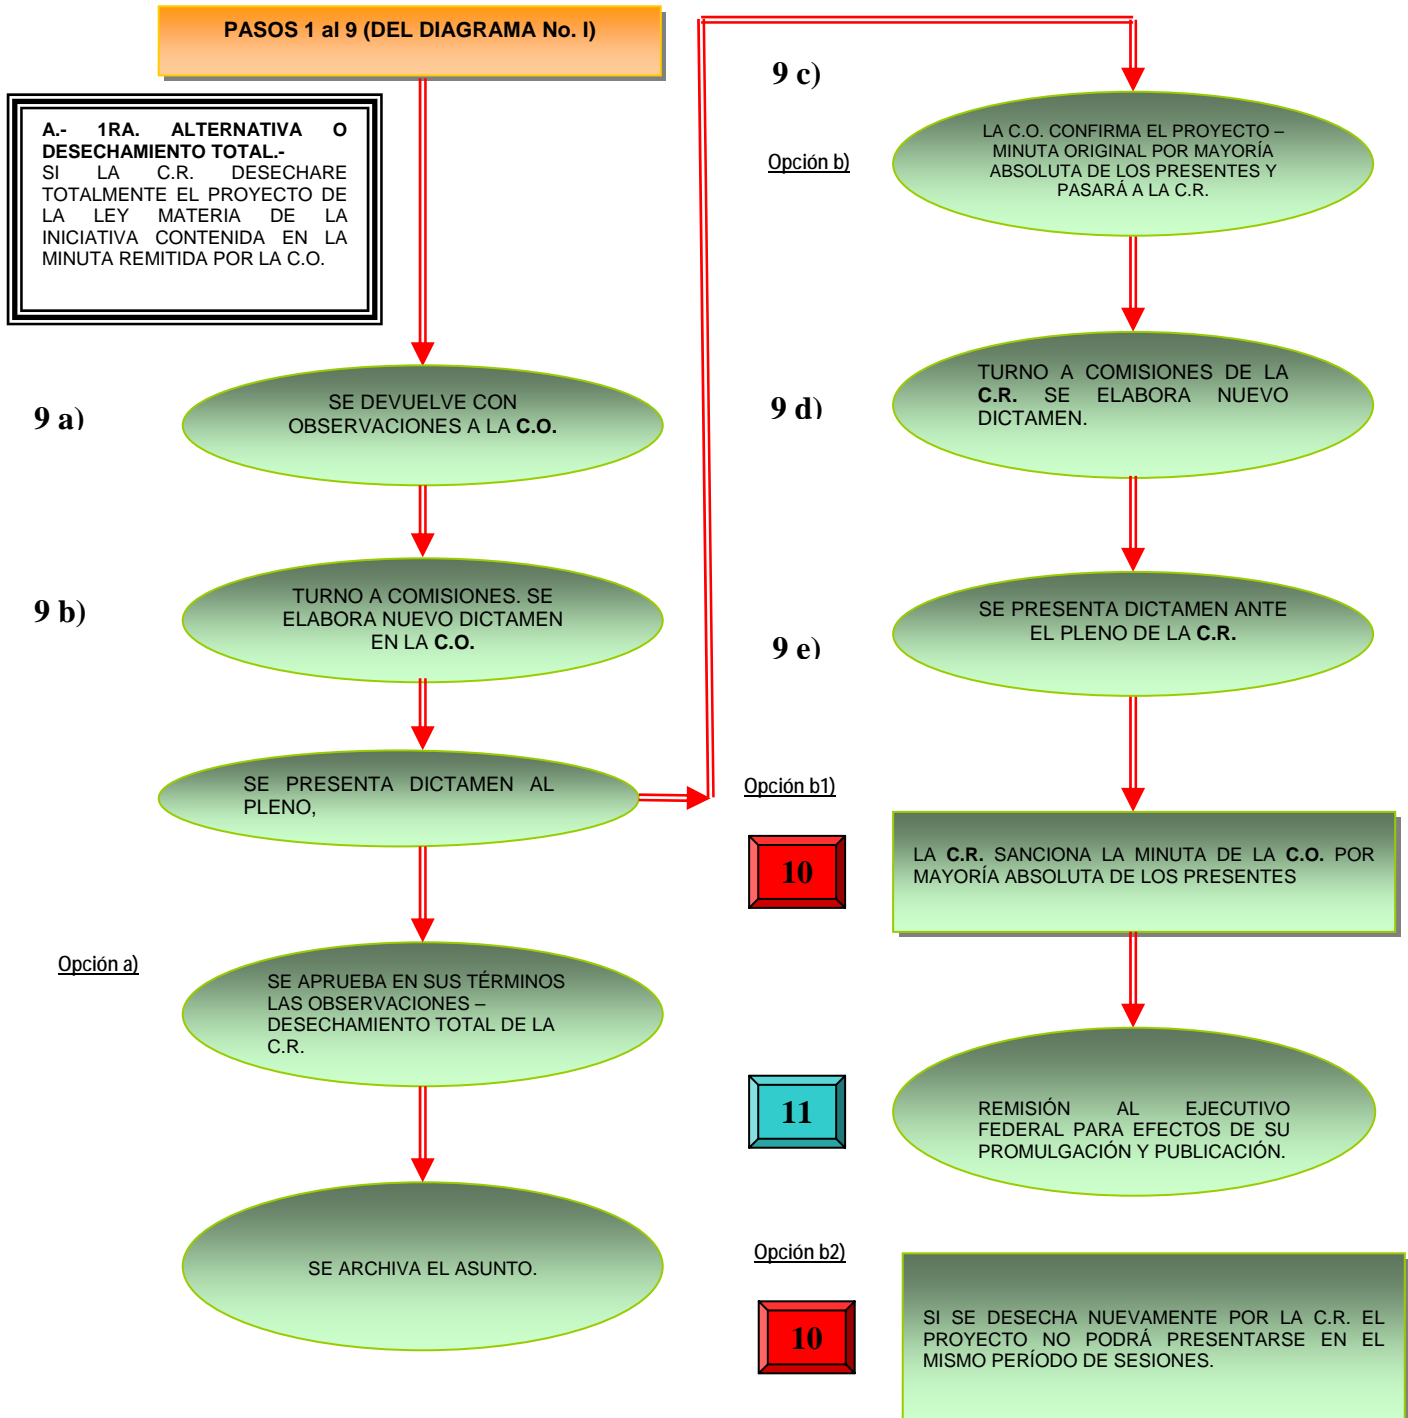 PASOS 1 al 9 (DEL DIAGRAMA No. I)
A.- 1RA. ALTERNATIVA O
DESECHAMIENTO TOTAL.-
SI LA C.R. DESECHARE
TOTALMENTE EL PROYECTO DE
LA LEY MATERIA DE LA
INICIATIVA CONTENIDA EN LA
MINUTA REMITIDA POR LA C.O.
9 a)
SE DEVUELVE CON
OBSERVACIONES A LA C.O.
9 b)
TURNO A COMISIONES. SE
ELABORA NUEVO DICTAMEN
EN LA C.O.
SE PRESENTA DICTAMEN AL
PLENO,
Opción a)
SE APRUEBA EN SUS TÉRMINOS
LAS OBSERVACIONES –
DESECHAMIENTO TOTAL DE LA
C.R.
SE ARCHIVA EL ASUNTO.
9 c)
Opción b)
LA C.O. CONFIRMA EL PROYECTO –
MINUTA ORIGINAL POR MAYORÍA
ABSOLUTA DE LOS PRESENTES Y
PASARÁ A LA C.R.
9 d)
TURNO A COMISIONES DE LA
C.R. SE ELABORA NUEVO
DICTAMEN.
9 e)
SE PRESENTA DICTAMEN ANTE
EL PLENO DE LA C.R.
Opción b1)
10
LA C.R. SANCIONA LA MINUTA DE LA C.O. POR
MAYORÍA ABSOLUTA DE LOS PRESENTES
11
REMISIÓN AL EJECUTIVO
FEDERAL PARA EFECTOS DE SU
PROMULGACIÓN Y PUBLICACIÓN.
Opción b2)
10
SI SE DESECHA NUEVAMENTE POR LA C.R. EL
PROYECTO NO PODRÁ PRESENTARSE EN EL
MISMO PERÍODO DE SESIONES.